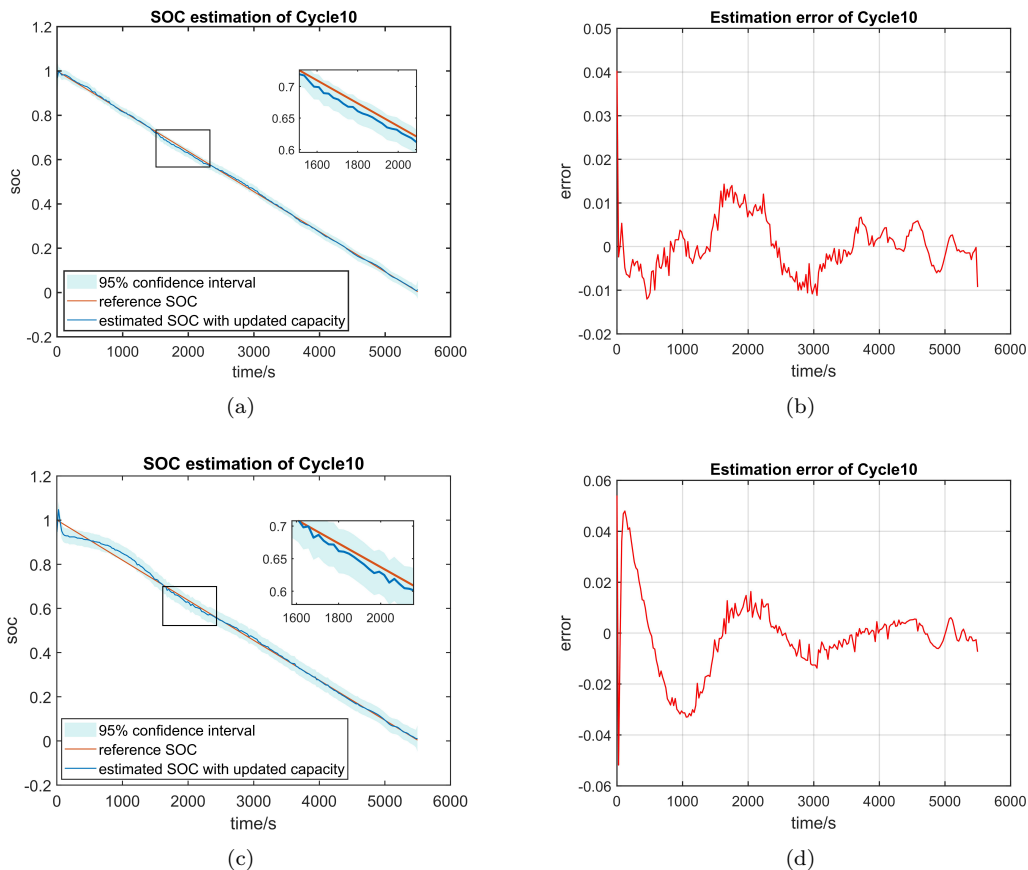 SOC estimation of Cycle10
1.2
1
0.8
0.6
0.4
0.2
0
-0.2
soc
0.7
0.6
1600 1800 2000
95% confidence interval
reference SOC
estimated SOC with updated capacity
0 1000 2000 3000 4000 5000 6000
time/s
(a)
Estimation error of Cycle10
0.05
0.04
0.03
0.02
0.01
0
-0.01
-0.02
error
0 1000 2000 3000 4000 5000 6000
time/s
(b)
SOC estimation of Cycle10
1.2
1
0.8
0.6
0.4
0.2
0
-0.2
soc
0.7
0.65
0.6
1600 1800 2000
95% confidence interval
reference SOC
estimated SOC with updated capacity
0 1000 2000 3000 4000 5000 6000
time/s
(c)
Estimation error of Cycle10
0.06
0.04
0.02
0
-0.02
-0.04
-0.06
error
0 1000 2000 3000 4000 5000 6000
time/s
(d)